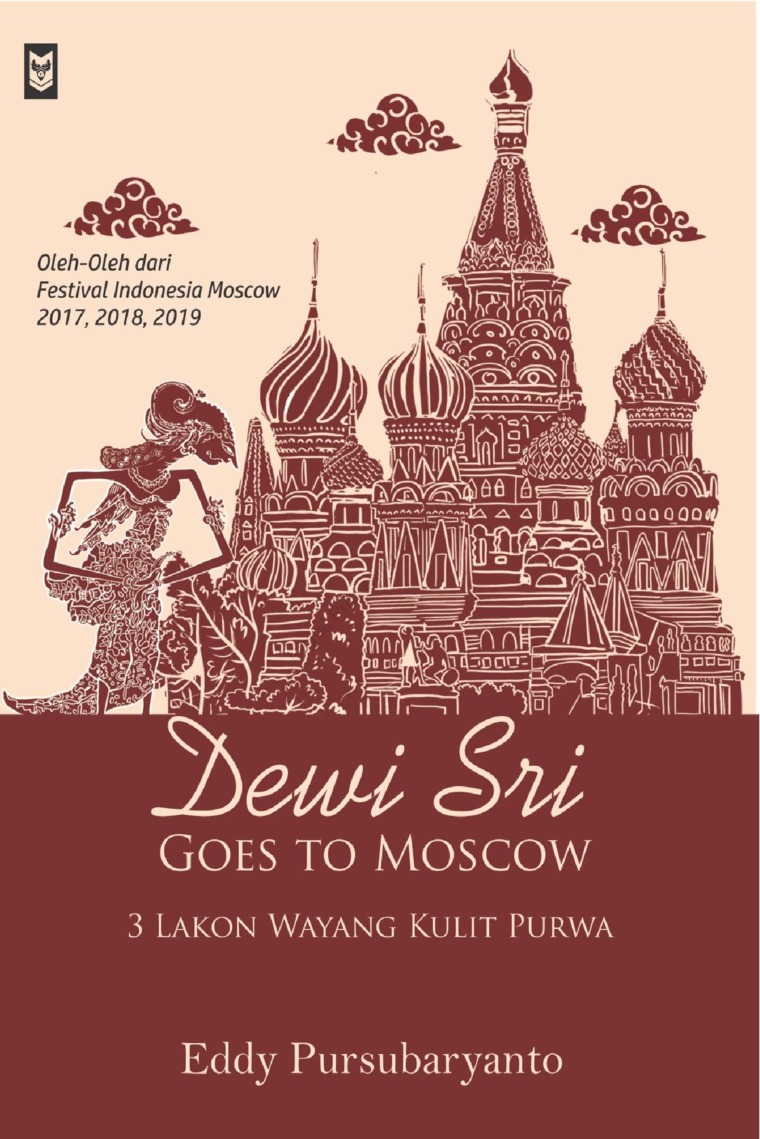 Oleh-Oleh dari
Festival Indonesia Moscow
2017, 2018, 2019
Dewi Sri
Goes to Moscow
3 Lakon Wayang Kulit Purwa
Eddy Pursubaryanto